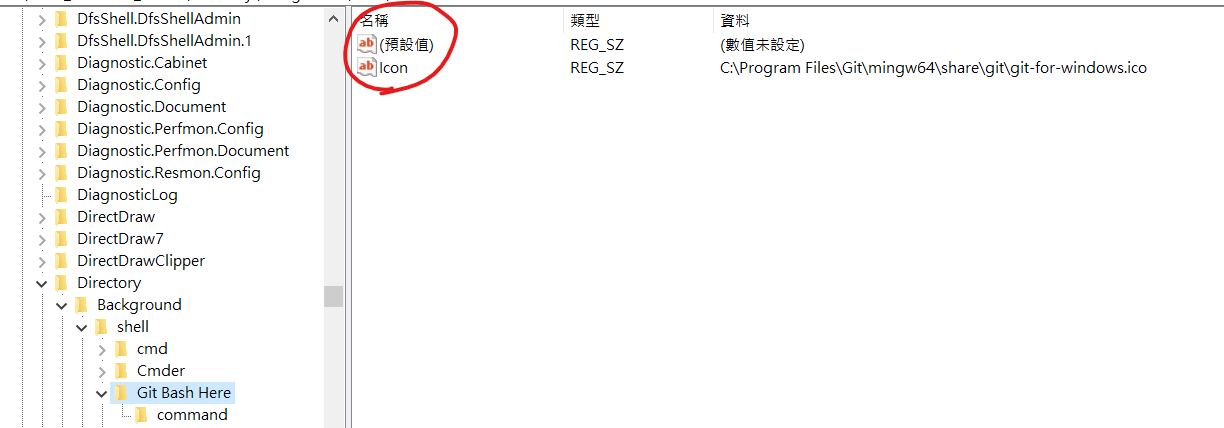 DfsShell.DfsShellAdmin
DfsShell.DfsShellAdmin.1
Diagnostic.Cabinet
Diagnostic.Config
Diagnostic.Document
Diagnostic.Perfmon.Config
Diagnostic.Perfmon.Document
Diagnostic.Resmon.Config
DiagnosticLog
DirectDraw
DirectDraw7
DirectDrawClipper
Directory
Background
shell
cmd
Cmder
Git Bash Here
command
名稱 類型 資料
(預設值) REG_SZ (數值未設定)
Icon REG_SZ C:\Program Files\Git\mingw64\share\git\git-for-windows.ico